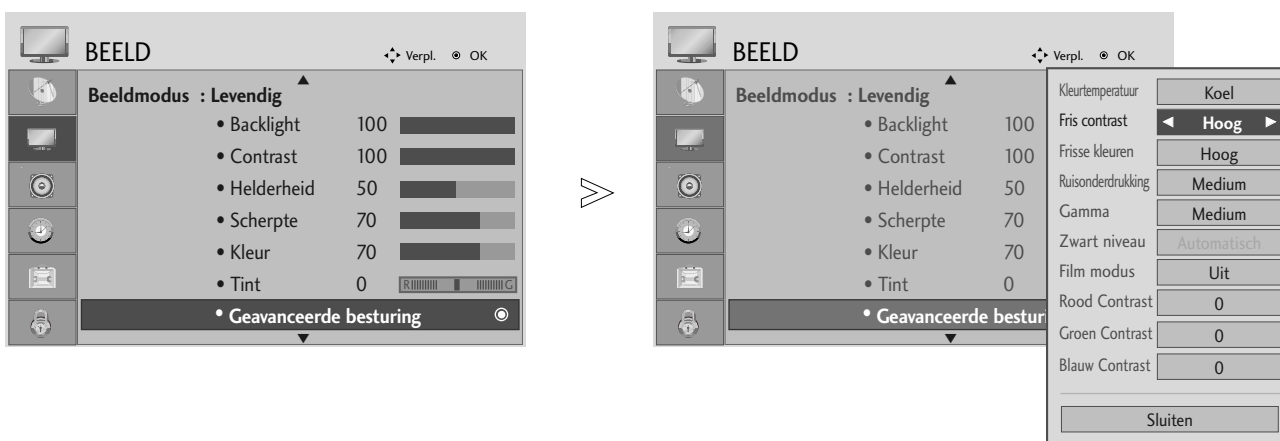 BEELD
Verpl. OK
Beeldmodus : Levendig
• Backlight 100
• Contrast 100
• Helderheid 50
• Scherpte 70
• Kleur 70
• Tint 0 R G
• Geavanceerde besturing
BEELD
Verpl. OK
Beeldmodus : Levendig
• Backlight 100
• Contrast 100
• Helderheid 50
• Scherpte 70
• Kleur 70
• Tint 0
• Geavanceerde besturi
Kleurtemperatuur Koel
Fris contrast ◄ Hoog ►
Frisse kleuren Hoog
Ruisonderdrukking Medium
Gamma Medium
Zwart niveau Automatisch
Film modus Uit
Rood Contrast 0
Groen Contrast 0
Blauw Contrast 0
Sluiten